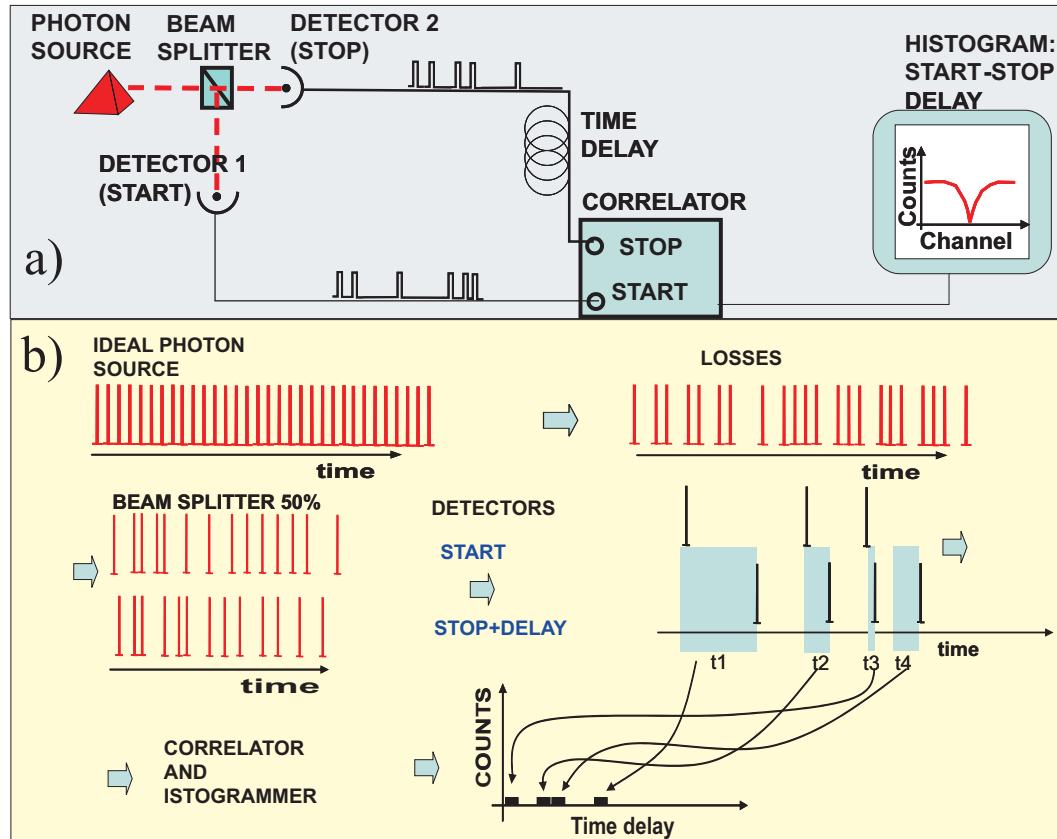 PHOTON
SOURCE
BEAM
SPLITTER
DETECTOR 2
(STOP)
HISTOGRAM:
START-STOP
DELAY
TIME
DELAY
DETECTOR 1
(START)
CORRELATOR
STOP
START
Counts
Channel
a)
b)
IDEAL PHOTON
SOURCE
time
LOSSES
time
BEAM SPLITTER 50%
time
DETECTORS
START
STOP+DELAY
time
t1
t2
t3
t4
CORRELATOR
AND
ISTOGRAMMER
COUNTS
Time delay